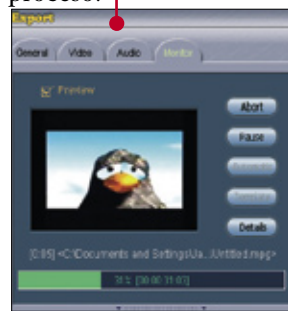 process.
Export
General Video Audio Monitor
Preview
Abort
Pause
Details
[0:05] <C:\Documents and Settings\Va...\Untitled.mpg>
31% [00:00:31:07]